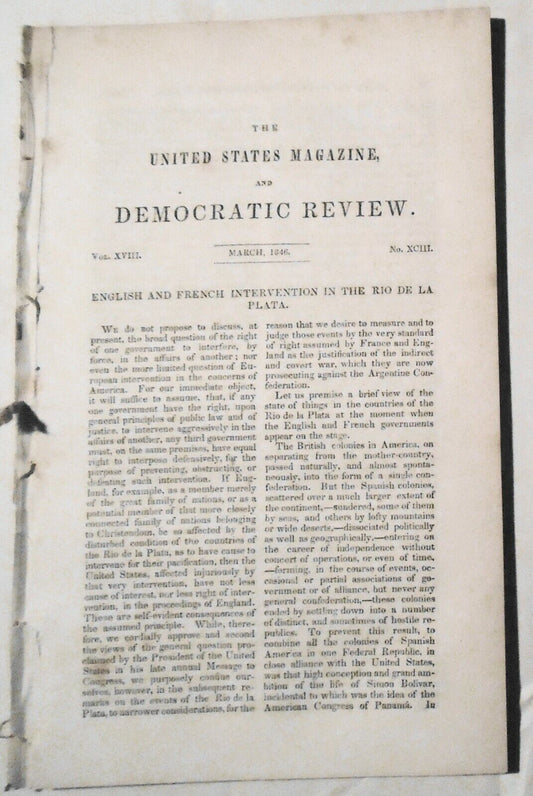 THE
UNITED STATES MAGAZINE,
AND
DEMOCRATIC REVIEW.
VOL. XVIII.
MARCH, 1846.
No. XCIII.
ENGLISH AND FRENCH INTERVENTION IN THE RIO DE LA
PLATA.
WE do not propose to discuss, at
present, the broad question of the right
of one government to interfere, by
force, in the affairs of another; nor
even the more limited question of Eu-
ropean intervention in the concerns of
America. For our immediate object,
it will suffice to assume, that, if any
one government have the right, upon
general principles of public law and of
justice, to intervene aggressively in the
affairs of another, any third government
must, on the same premises, have equal
right to interpose defensively, for the
purpose of preventing, obstructing, or
defeating such intervention. If Eng-
land, for example, as a member merely
of the great family of nations, or as a
potential member of that more closely
connected family of nations belonging
to Christendom, be so affected by the
disturbed condition of the countries of
the Rio de la Plata, as to have cause to
intervene for their pacification, then the
United States, affected injuriously by
that very intervention, have not less
cause of interest, nor less right of inter-
vention, in the proceedings of England.
These are self-evident consequences of
the assumed principle. While, there-
fore, we cordially approve and second
the views of the general question pro-
claimed by the President of the United
States in his late annual Message to
Congress, we purposely confine our-
selves, however, in the subsequent re-
marks on the events of the Rio de la
Plata, to narrower considerations, for the
reason that we desire to measure and to
judge those events by the very standard
of right assumed by France and Eng-
land as the justification of the indirect
and covert war, which they are now
prosecuting against the Argentine Con-
federation.
Let us premise a brief view of the
state of things in the countries of the
Rio de la Plata at the moment when
the English and French governments
appear on the stage.
The British colonies in America, on
separating from the mother-country,
passed naturally, and almost sponta-
neously, into the form of a single con-
federation. But the Spanish colonies,
scattered over a much larger extent of
the continent,—sundered, some of them
by seas, and others by lofty mountains
or wide deserts,—dissociated politically
as well as geographically,—entering on
the career of independence without
concert of operations, or even of time,
—forming, in the course of events, oc-
casional or partial associations of go-
vernment or of alliance, but never any
general confederation,—these colonies
ended by settling down into a number
of distinct, and sometimes of hostile re-
publics. To prevent this result, to
combine all the colonies of Spanish
America in one Federal Republic, in
close alliance with the United States,
was that high conception and grand am-
bition of the life of Simon Bolivar,
incidental to which was the idea of the
American Congress of Panamá. In